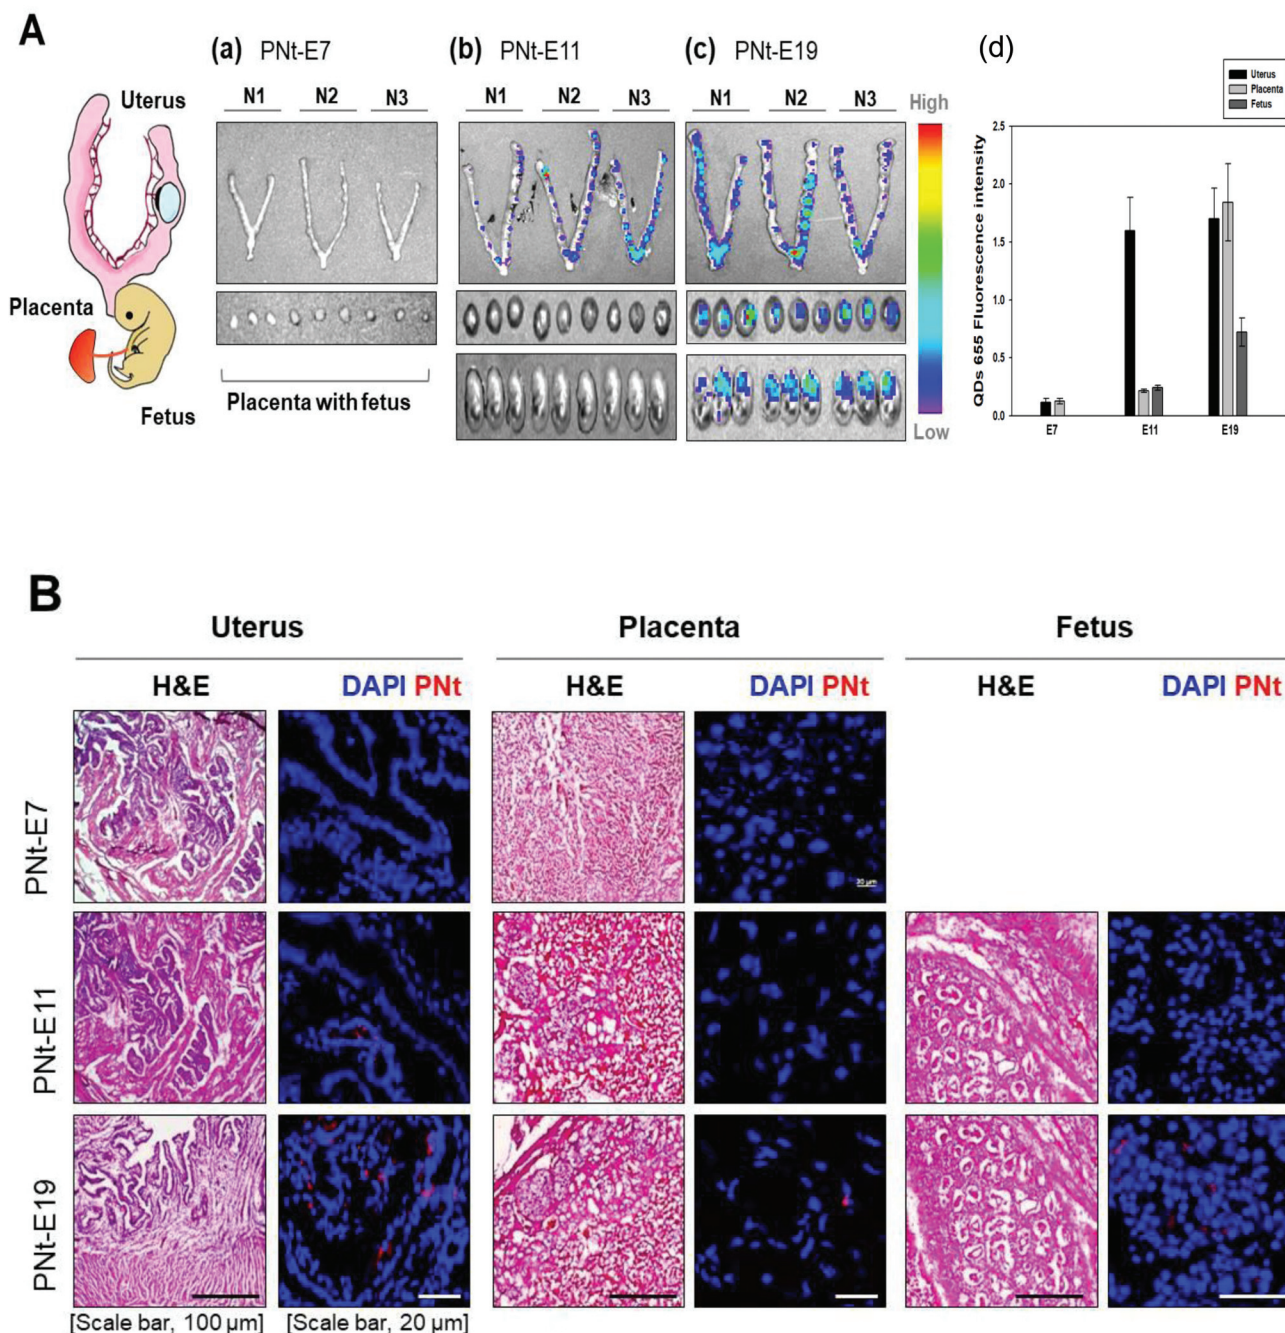 A
(a) PNt-E7
(b) PNt-E11
(c) PNt-E19
(d)
Uterus
Placenta
Fetus
N1 N2 N3
N1 N2 N3
N1 N2 N3
Placenta with fetus
High
Low
Uterus
Placenta
Fetus
QDs 655 Fluorescence intensity
2.5
2.0
1.5
1.0
0.5
0.0
E7 E11 E19
B
Uterus Placenta Fetus
H&E DAPI PNt H&E DAPI PNt H&E DAPI PNt
PNt-E7
PNt-E11
PNt-E19
[Scale bar, 100 μm] [Scale bar, 20 μm]